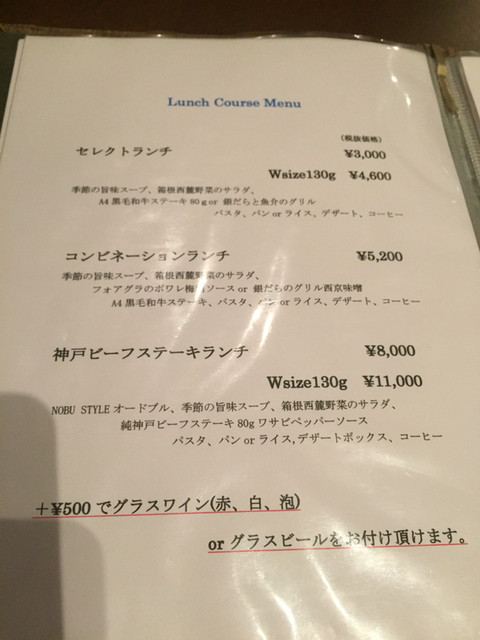 Lunch Course Menu
(税抜価格)
セレクトランチ ¥3,000
Wsize130g ¥4,600
季節の旨味スープ、箱根西麓野菜のサラダ、
A4黒毛和牛ステーキ80g or 銀だらと魚介のグリル
パスタ、パン or ライス、デザート、コーヒー
コンビネーションランチ ¥5,200
季節の旨味スープ、箱根西麓野菜のサラダ、
フォアグラのポワレ梅 ソース or 銀だらのグリル西京味噌
A4黒毛和牛ステーキ、パスタ、パン or ライス、デザート、コーヒー
神戸ビーフステーキランチ ¥8,000
Wsize130g ¥11,000
NOBU STYLE オードブル、季節の旨味スープ、箱根西麓野菜のサラダ、
純神戸ビーフステーキ80g ワサビペッパーソース
パスタ、パン or ライス,デザートボックス、コーヒー
+¥500 でグラスワイン(赤、白、泡)
or グラスビールをお付け頂けます。